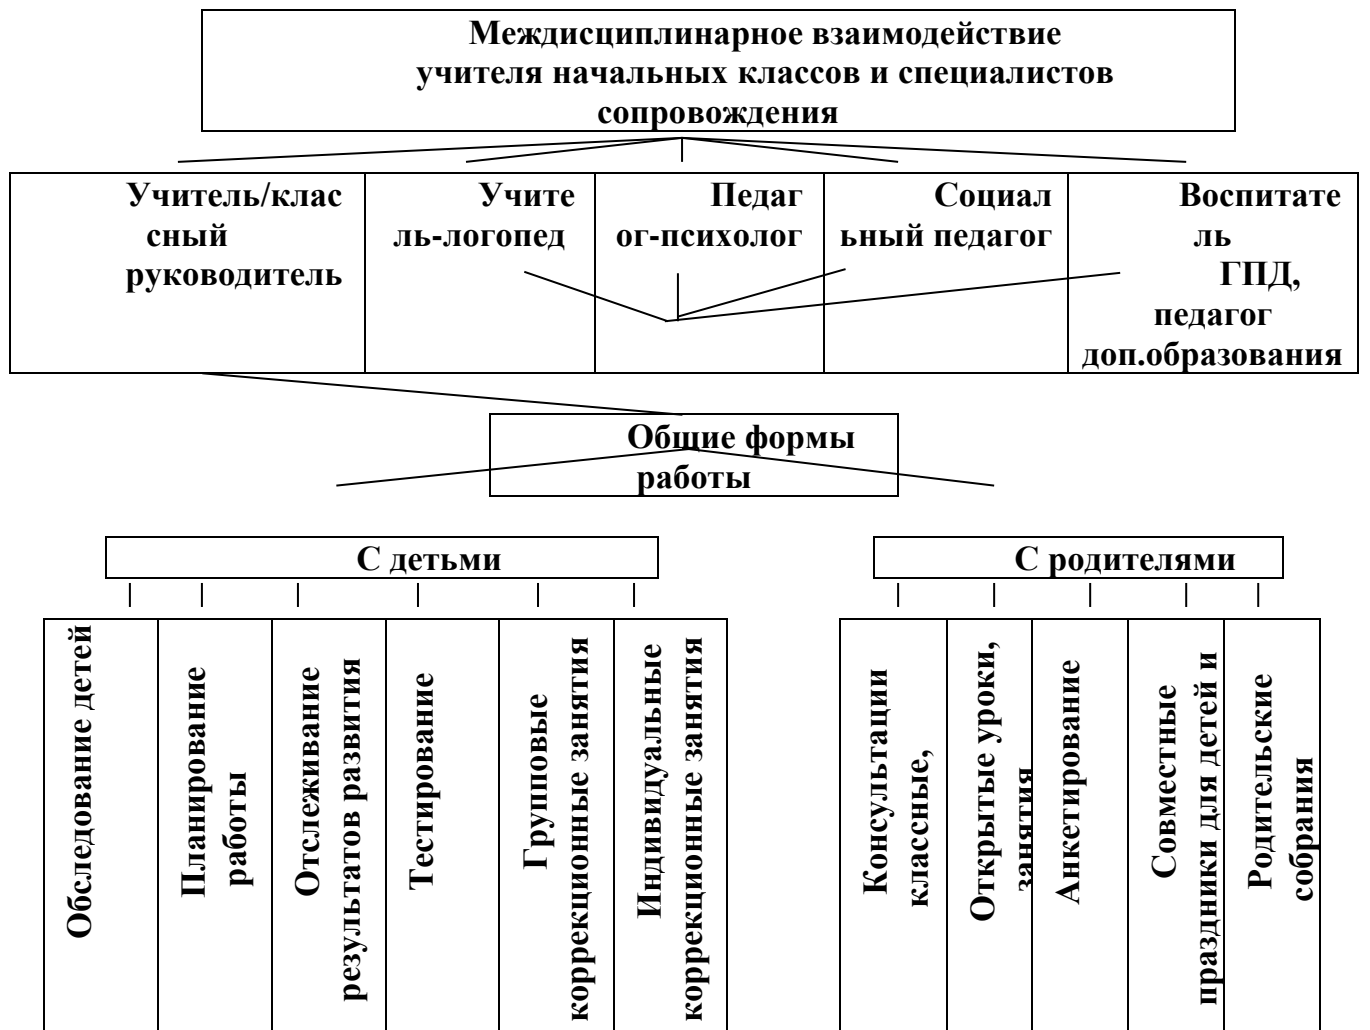 Междисциплинарное взаимодействие
учителя начальных классов и специалистов
сопровождения
Учитель/клас
сный
руководитель
Учите
ль-логопед
Педаг
ог-психолог
Социал
ьный педагог
Воспитате
ль
ГПД,
педагог
доп.образования
Общие формы
работы
С детьми
С родителями
Обследование детей
Планирование
работы
Отслеживание
результатов развития
Тестирование
Групповые
коррекционные занятия
Индивидуальные
коррекционные занятия
Консультации
классные,
Открытые уроки,
занятия
Анкетирование
Совместные
праздники для детей и
Родительские
собрания